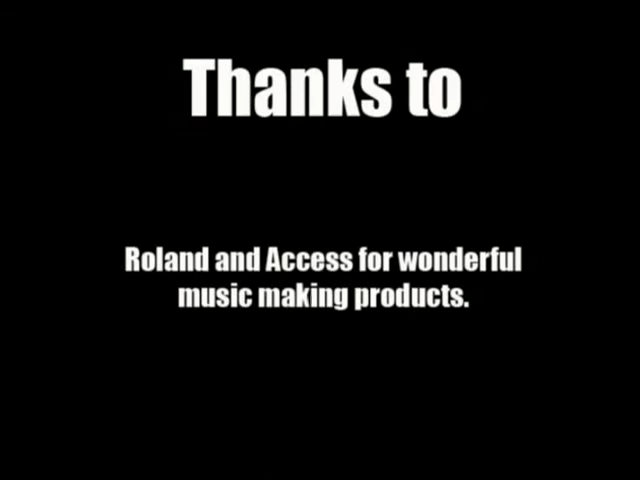 Thanks to
Roland and Access for wonderful
music making products.